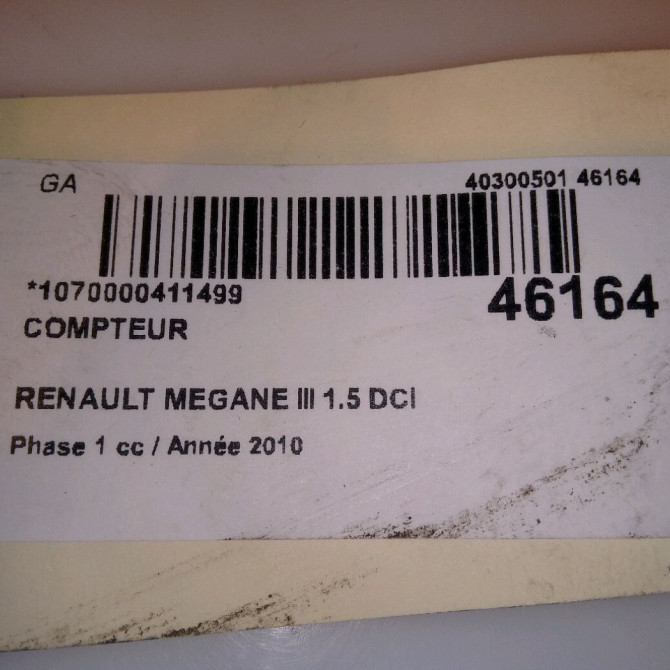 GA 40300501 46164
*1070000411499 46164
COMPTEUR
RENAULT MEGANE III 1.5 DCI
Phase 1 cc / Année 2010